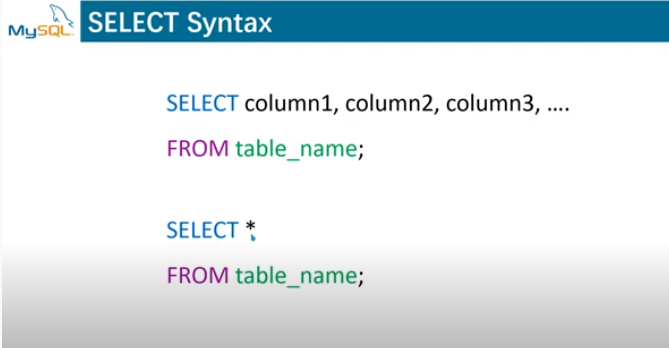 MySQL
SELECT Syntax
SELECT column1, column2, column3, ....
FROM table_name;
SELECT *
FROM table_name;